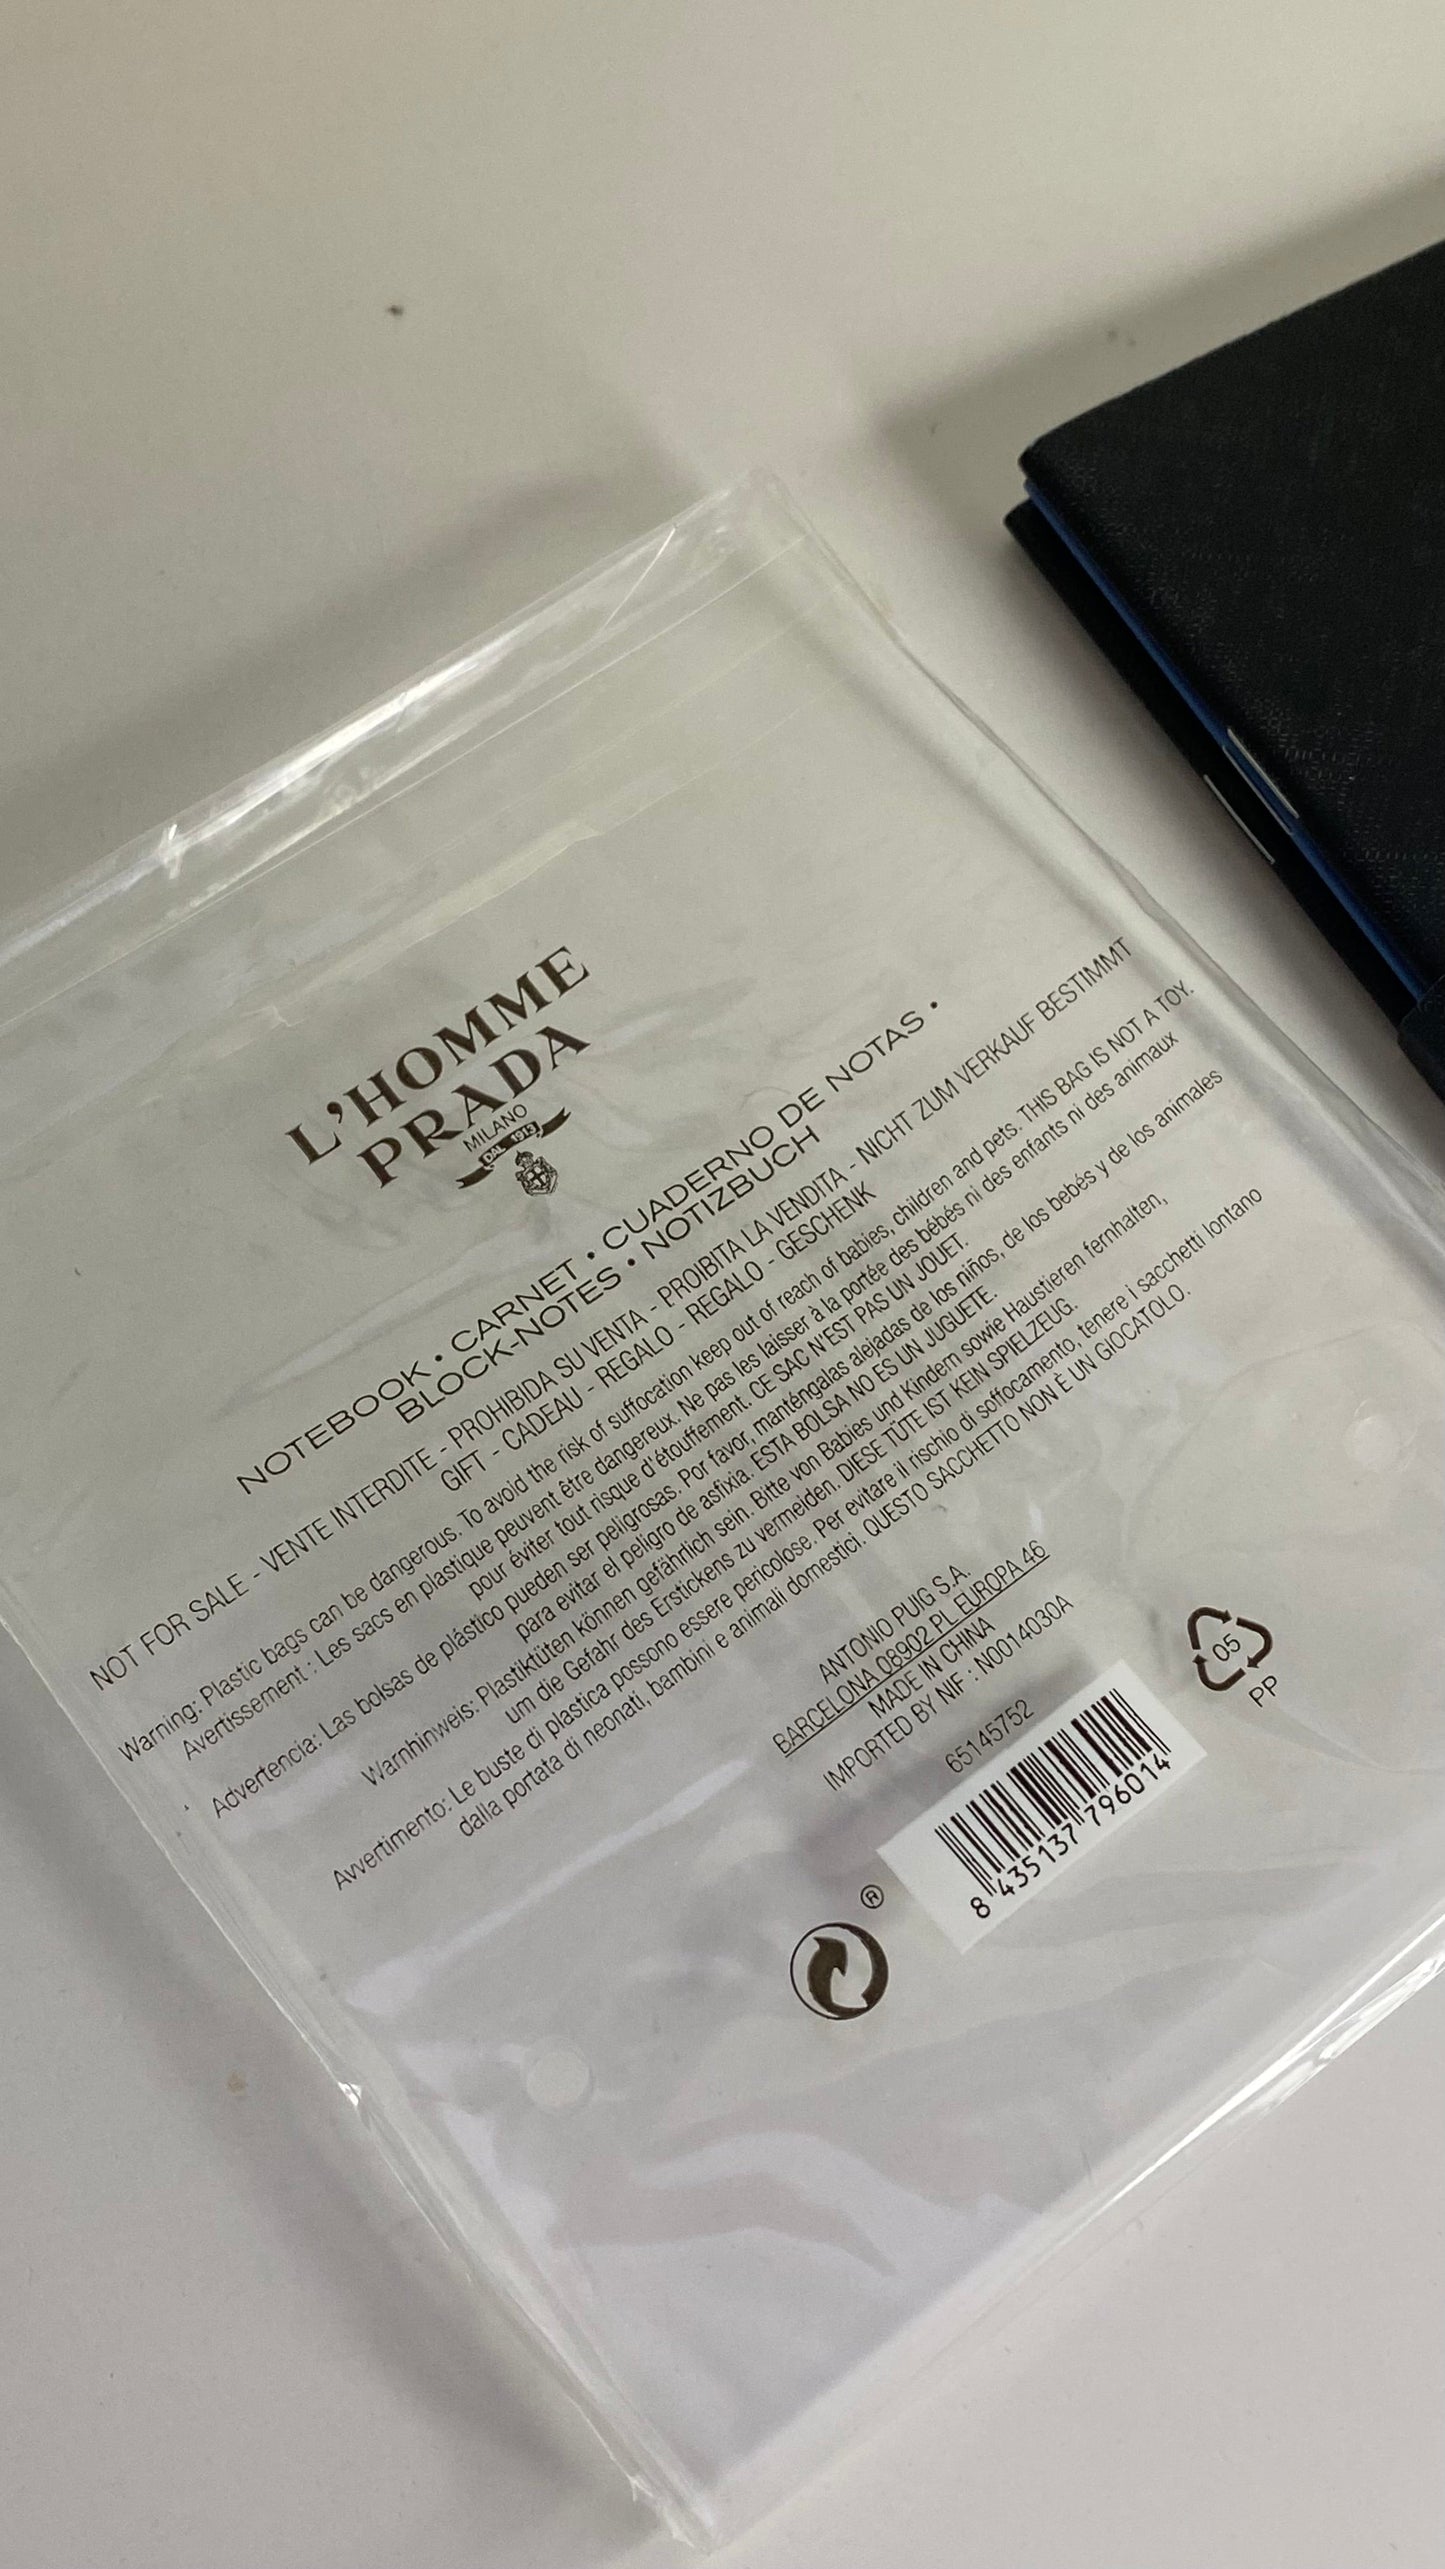 L'HOMME
PRADA
MILANO
DAL 1913
NOTEBOOK • CARNET • CUADERNO DE NOTAS •
BLOCK-NOTES • NOTIZBUCH
NOT FOR SALE - VENTE INTERDITE - PROHIBIDA SU VENTA - PROIBITA LA VENDITA - NICHT ZUM VERKAUF BESTIMMT
GIFT - CADEAU - REGALO - REGALO - GESCHENK
Warning: Plastic bags can be dangerous. To avoid the risk of suffocation keep out of reach of babies, children and pets. THIS BAG IS NOT A TOY.
Avertissement : Les sacs en plastique peuvent être dangereux. Ne pas les laisser à la portée des bébés ni des enfants ni des animaux
pour éviter tout risque d'étouffement. CE SAC N'EST PAS UN JOUET.
Advertencia: Las bolsas de plástico pueden ser peligrosas. Por favor, manténgalas alejadas de los niños, de los bebés y de los animales
para evitar el peligro de asfixia. ESTA BOLSA NO ES UN JUGUETE.
Warnhinweis: Plastiktüten können gefährlich sein. Bitte von Babies und Kindern sowie Haustieren fernhalten,
um die Gefahr des Erstickens zu vermeiden. DIESE TÜTE IST KEIN SPIELZEUG.
Avvertimento: Le buste di plastica possono essere pericolose. Per evitare il rischio di soffocamento, tenere i sacchetti lontano
dalla portata di neonati, bambini e animali domestici. QUESTO SACCHETTO NON È UN GIOCATOLO.
ANTONIO PUIG S.A.
BARCELONA 08902 PL EUROPA 46
MADE IN CHINA
IMPORTED BY NIF : N0014030A
65145752
8 435137 796014
05
PP
®